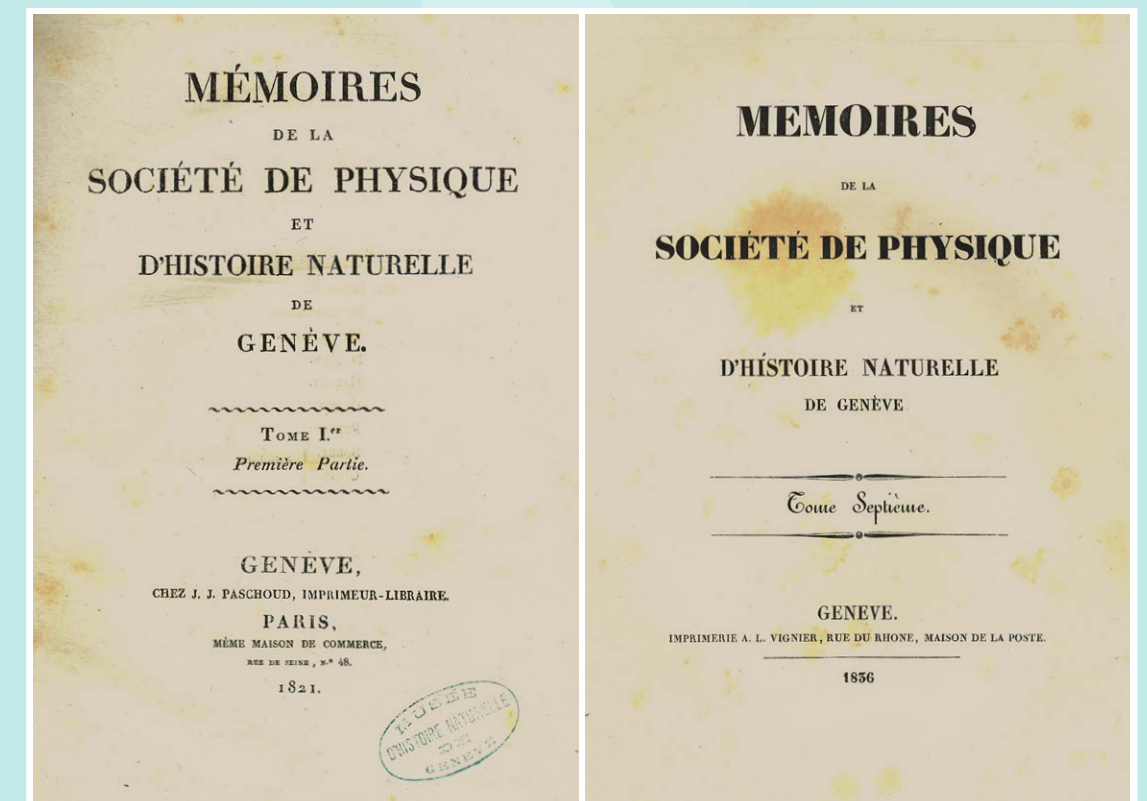 MÉMOIRES
DE LA
SOCIÉTÉ DE PHYSIQUE
ET
D'HISTOIRE NATURELLE
DE
GENÈVE.
TOME I.er
Première Partie.
GENÈVE,
CHEZ J. J. PASCHOUD, IMPRIMEUR-LIBRAIRE.
PARIS,
MÊME MAISON DE COMMERCE,
RUE DE SEINE, N.º 48.
1821.
MUSÉE
D'HISTOIRE NATURELLE
DE
GENÈVE
MEMOIRES
DE LA
SOCIÉTÉ DE PHYSIQUE
ET
D'HÍSTOIRE NATURELLE
DE GENÈVE
Tome Septième.
GENEVE.
IMPRIMERIE A. L. VIGNIER, RUE DU RHONE, MAISON DE LA POSTE.
1836